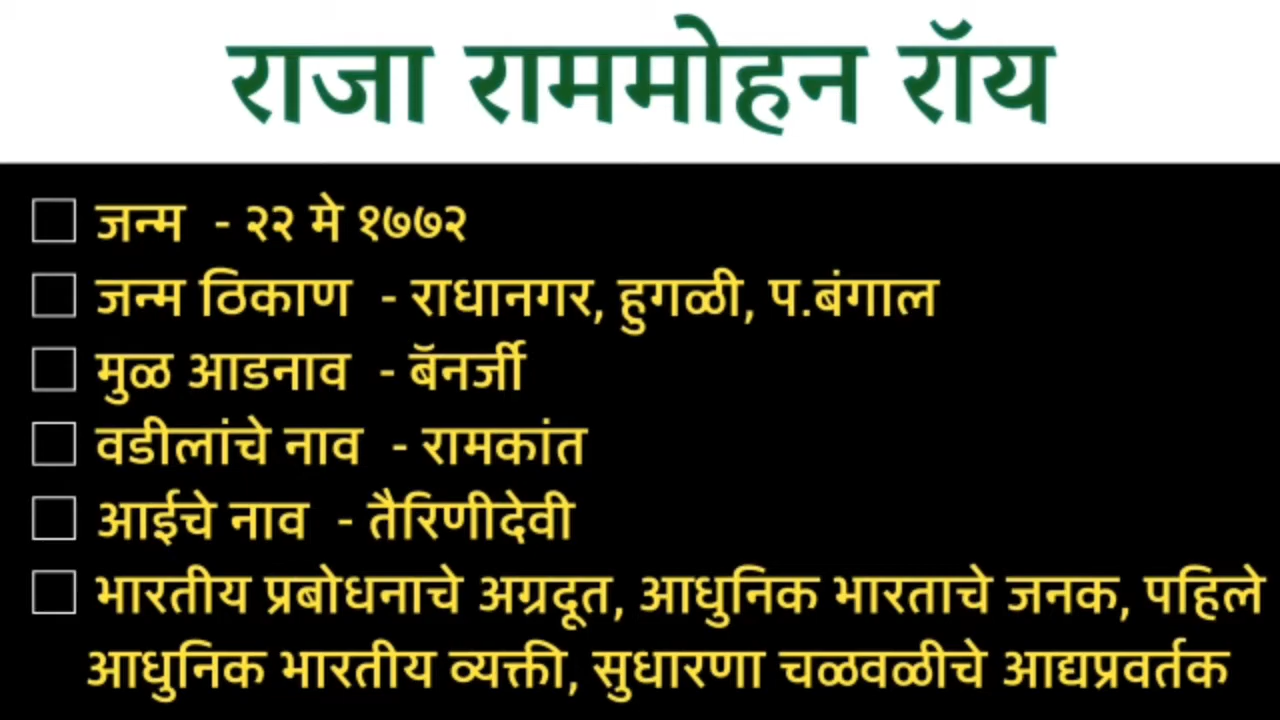 राजा राममोहन रॉय
जन्म - २२ मे १७७२
जन्म ठिकाण - राधानगर, हुगळी, प.बंगाल
मुळ आडनाव - बॅनर्जी
वडीलांचे नाव - रामकांत
आईचे नाव - तैरिणीदेवी
भारतीय प्रबोधनाचे अग्रदूत, आधुनिक भारताचे जनक, पहिले
आधुनिक भारतीय व्यक्ती, सुधारणा चळवळीचे आद्यप्रवर्तक